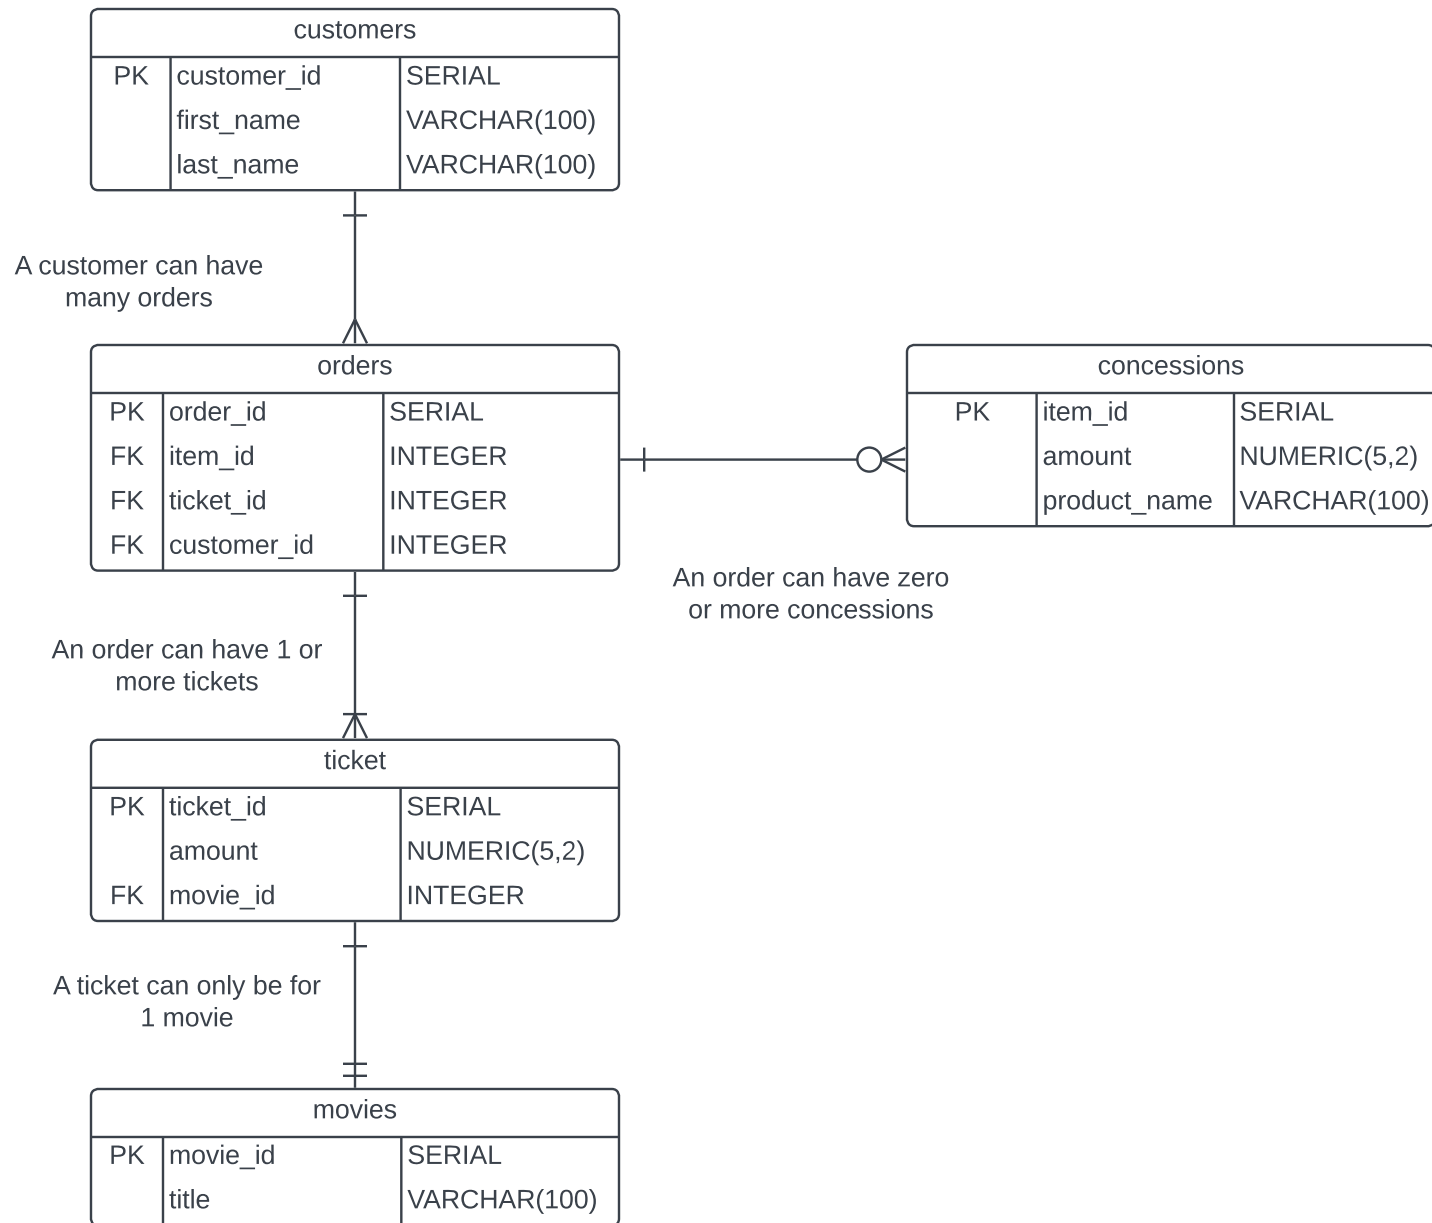 customers
PK customer_id SERIAL
first_name VARCHAR(100)
last_name VARCHAR(100)
A customer can have
many orders
orders
PK order_id SERIAL
FK item_id INTEGER
FK ticket_id INTEGER
FK customer_id INTEGER
concessions
PK item_id SERIAL
amount NUMERIC(5,2)
product_name VARCHAR(100)
An order can have zero
or more concessions
An order can have 1 or
more tickets
ticket
PK ticket_id SERIAL
amount NUMERIC(5,2)
FK movie_id INTEGER
A ticket can only be for
1 movie
movies
PK movie_id SERIAL
title VARCHAR(100)